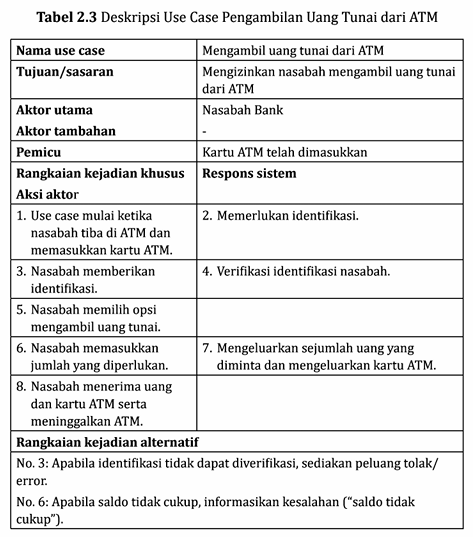 Tabel 2.3 Deskripsi Use Case Pengambilan Uang Tunai dari ATM
Nama use case
Mengambil uang tunai dari ATM
Tujuan/sasaran
Mengizinkan nasabah mengambil uang tunai
dari ATM
Aktor utama
Nasabah Bank
Aktor tambahan
-
Pemicu
Kartu ATM telah dimasukkan
Rangkaian kejadian khusus
Respons sistem
Aksi aktor
1. Use case mulai ketika
nasabah tiba di ATM dan
memasukkan kartu ATM.
2. Memerlukan identifikasi.
3. Nasabah memberikan
identifikasi.
4. Verifikasi identifikasi nasabah.
5. Nasabah memilih opsi
mengambil uang tunai.
6. Nasabah memasukkan
jumlah yang diperlukan.
7. Mengeluarkan sejumlah uang yang
diminta dan mengeluarkan kartu ATM.
8. Nasabah menerima uang
dan kartu ATM serta
meninggalkan ATM.
Rangkaian kejadian alternatif
No. 3: Apabila identifikasi tidak dapat diverifikasi, sediakan peluang tolak/
error.
No. 6: Apabila saldo tidak cukup, informasikan kesalahan (“saldo tidak
cukup”).